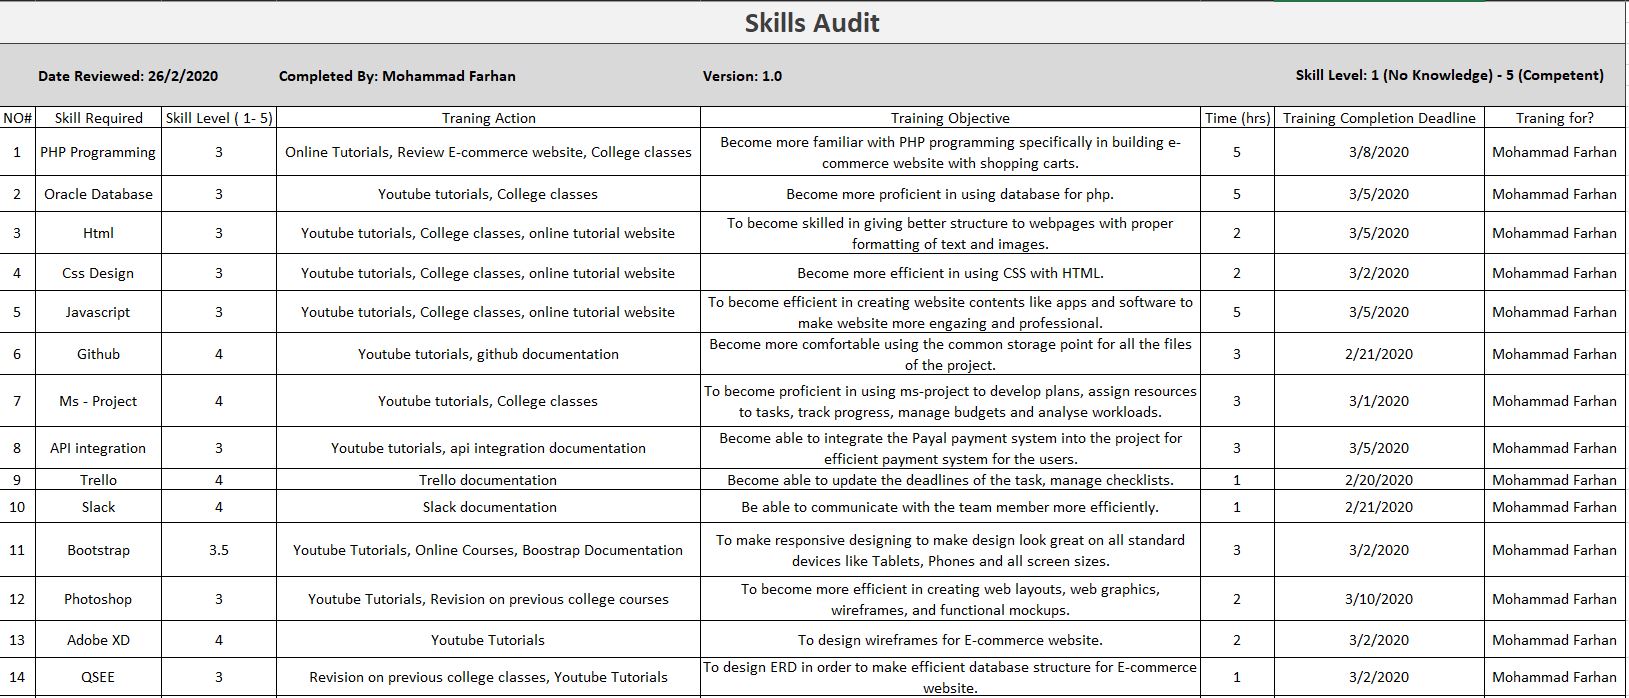 Skills Audit
Date Reviewed: 26/2/2020 Completed By: Mohammad Farhan Version: 1.0 Skill Level: 1 (No Knowledge) - 5 (Competent)
NO# Skill Required Skill Level ( 1- 5) Traning Action Training Objective Time (hrs) Training Completion Deadline Traning for?
1 PHP Programming 3 Online Tutorials, Review E-commerce website, College classes Become more familiar with PHP programming specifically in building e-
commerce website with shopping carts. 5 3/8/2020 Mohammad Farhan
2 Oracle Database 3 Youtube tutorials, College classes Become more proficient in using database for php. 5 3/5/2020 Mohammad Farhan
3 Html 3 Youtube tutorials, College classes, online tutorial website To become skilled in giving better structure to webpages with proper
formatting of text and images. 2 3/5/2020 Mohammad Farhan
4 Css Design 3 Youtube tutorials, College classes, online tutorial website Become more efficient in using CSS with HTML. 2 3/2/2020 Mohammad Farhan
5 Javascript 3 Youtube tutorials, College classes, online tutorial website To become efficient in creating website contents like apps and software to
make website more engazing and professional. 5 3/5/2020 Mohammad Farhan
6 Github 4 Youtube tutorials, github documentation Become more comfortable using the common storage point for all the files
of the project. 3 2/21/2020 Mohammad Farhan
7 Ms - Project 4 Youtube tutorials, College classes To become proficient in using ms-project to develop plans, assign resources
to tasks, track progress, manage budgets and analyse workloads. 3 3/1/2020 Mohammad Farhan
8 API integration 3 Youtube tutorials, api integration documentation Become able to integrate the Payal payment system into the project for
efficient payment system for the users. 3 3/5/2020 Mohammad Farhan
9 Trello 4 Trello documentation Become able to update the deadlines of the task, manage checklists. 1 2/20/2020 Mohammad Farhan
10 Slack 4 Slack documentation Be able to communicate with the team member more efficiently. 1 2/21/2020 Mohammad Farhan
11 Bootstrap 3.5 Youtube Tutorials, Online Courses, Boostrap Documentation To make responsive designing to make design look great on all standard
devices like Tablets, Phones and all screen sizes. 3 3/2/2020 Mohammad Farhan
12 Photoshop 3 Youtube Tutorials, Revision on previous college courses To become more efficient in creating web layouts, web graphics,
wireframes, and functional mockups. 2 3/10/2020 Mohammad Farhan
13 Adobe XD 4 Youtube Tutorials To design wireframes for E-commerce website. 2 3/2/2020 Mohammad Farhan
14 QSEE 3 Revision on previous college classes, Youtube Tutorials To design ERD in order to make efficient database structure for E-commerce
website. 1 3/2/2020 Mohammad Farhan